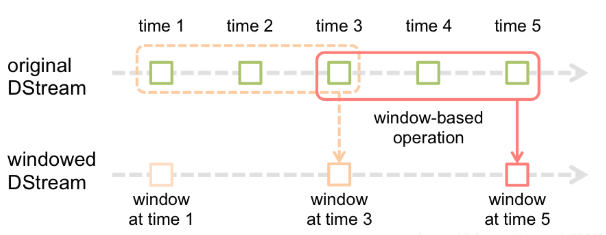 time 1 time 2 time 3 time 4 time 5
original
DStream
window-based
operation
windowed
DStream
window
at time 1
window
at time 3
window
at time 5